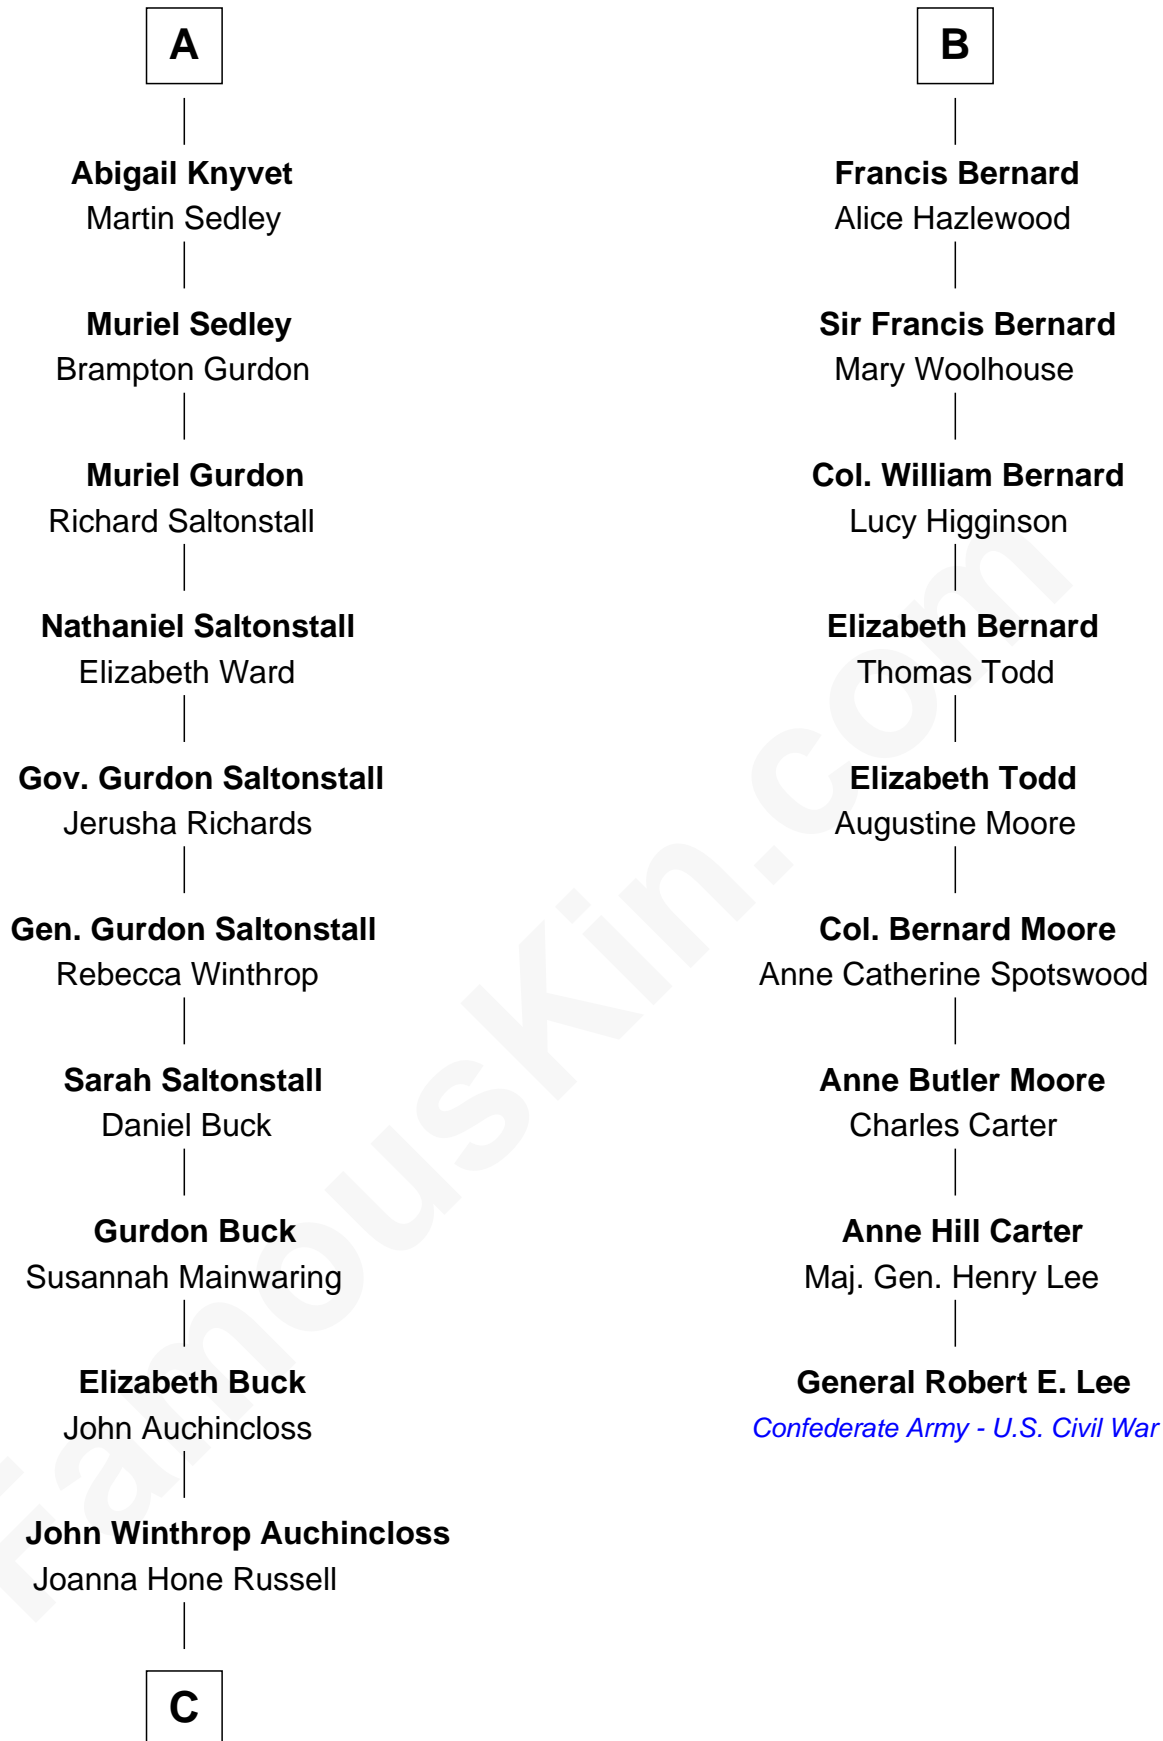 A
Abigail Knyvet
Martin Sedley
Muriel Sedley
Brampton Gurdon
Muriel Gurdon
Richard Saltonstall
Nathaniel Saltonstall
Elizabeth Ward
Gov. Gurdon Saltonstall
Jerusha Richards
Gen. Gurdon Saltonstall
Rebecca Winthrop
Sarah Saltonstall
Daniel Buck
Gurdon Buck
Susannah Mainwaring
Elizabeth Buck
John Auchincloss
John Winthrop Auchincloss
Joanna Hone Russell
C
B
Francis Bernard
Alice Hazlewood
Sir Francis Bernard
Mary Woolhouse
Col. William Bernard
Lucy Higginson
Elizabeth Bernard
Thomas Todd
Elizabeth Todd
Augustine Moore
Col. Bernard Moore
Anne Catherine Spotswood
Anne Butler Moore
Charles Carter
Anne Hill Carter
Maj. Gen. Henry Lee
General Robert E. Lee
Confederate Army - U.S. Civil War
FamousKin.com